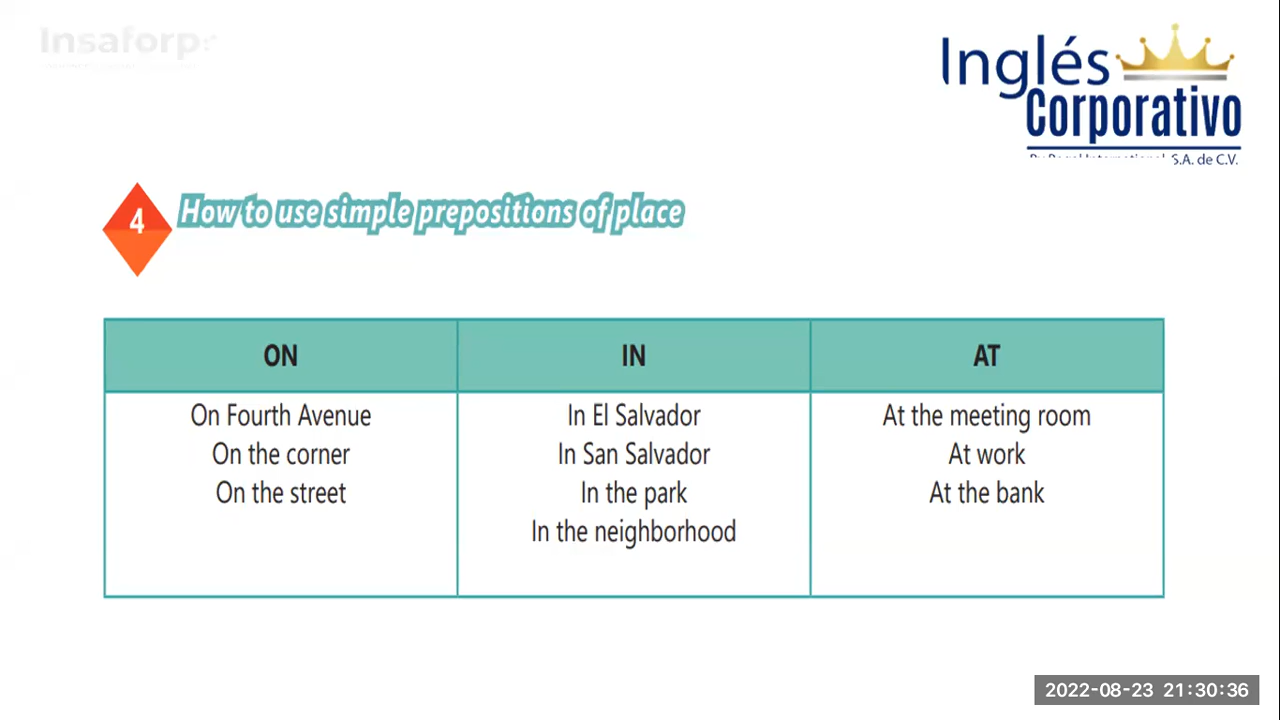 Insaforp
Inglés
Corporativo
S.A. de C.V.
4
How to use simple prepositions of place
ON IN AT
On Fourth Avenue In El Salvador At the meeting room
On the corner In San Salvador At work
On the street In the park At the bank
In the neighborhood
2022-08-23 21:30:36